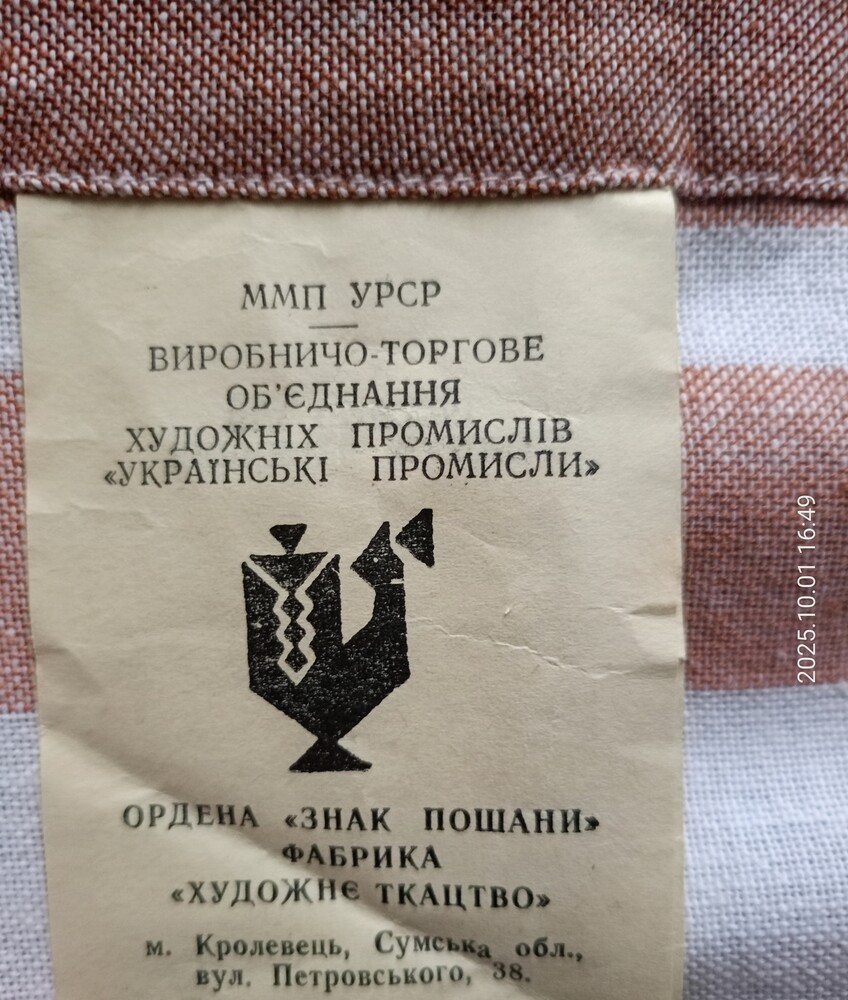 ММП УРСР
ВИРОБНИЧО-ТОРГОВЕ
ОБ'ЄДНАННЯ
ХУДОЖНІХ ПРОМИСЛІВ
«УКРАЇНСЬКІ ПРОМИСЛИ»
ОРДЕНА «ЗНАК ПОШАНИ»
ФАБРИКА
«ХУДОЖНЄ ТКАЦТВО»
м. Кролевець, Сумська обл.,
вул. Петровського, 38.
2025.10.01 16:49